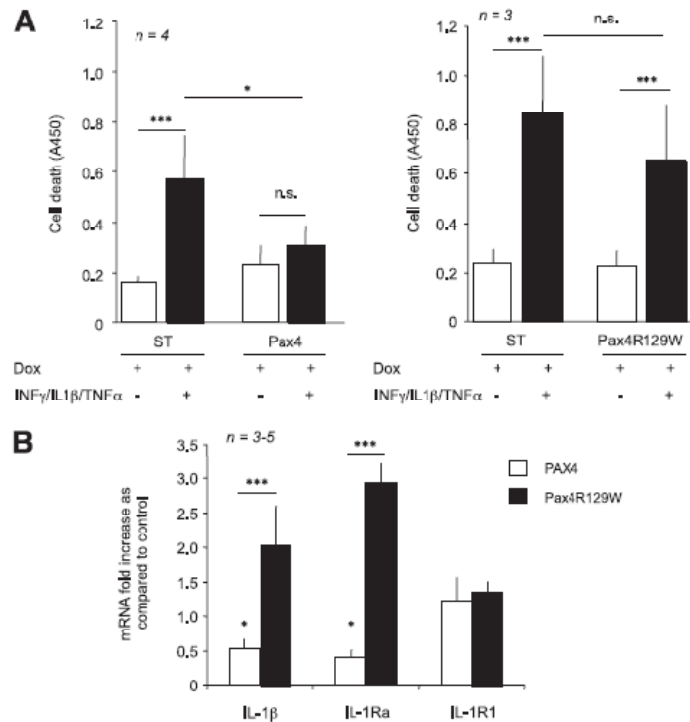 A
n = 4
1.2
1.0
0.8
0.6
0.4
0.2
0
Cell death (A450)
***
*
n.s.
ST Pax4
Dox + + + +
INFγ/IL1β/TNFα - + - +
n = 3
1.2
1.0
0.8
0.6
0.4
0.2
0
Cell death (A450)
n.s.
***
***
ST Pax4R129W
Dox + + + +
INFγ/IL1β/TNFα - + - +
B
n = 3-5
3.5
3.0
2.5
2.0
1.5
1.0
0.5
0
mRNA fold increase as
compared to control
***
***
*
*
PAX4
Pax4R129W
IL-1β IL-1Ra IL-1R1